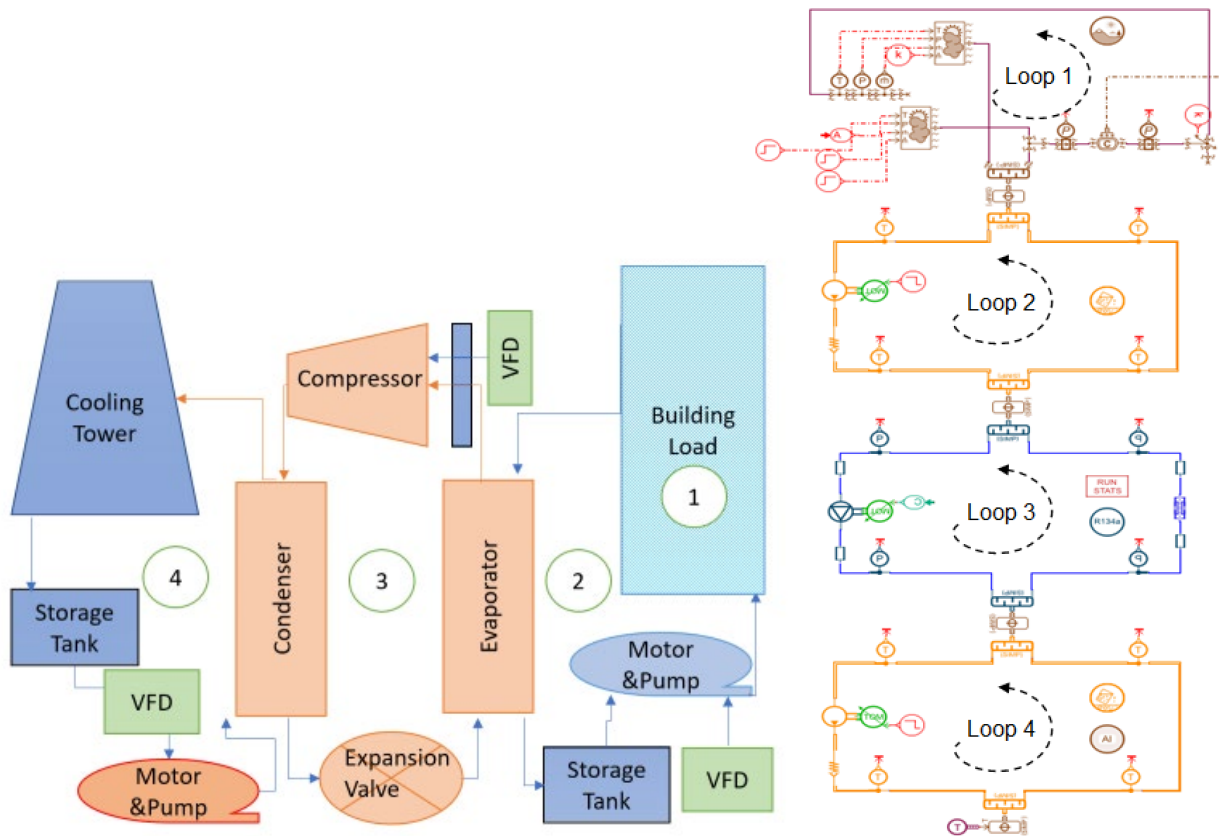 Cooling
Tower
Compressor
VFD
Building
Load
1
Condenser
Evaporator
4
3
2
Storage
Tank
VFD
Motor
&Pump
Expansion
Valve
Storage
Tank
Motor
&Pump
VFD
Loop 1
T
P
m
k
T
A
P
P
C
Loop 2
T
T
T
T
Loop 3
P
P
P
P
C
RUN
STATS
R134a
Loop 4
T
T
T
T
AI
T